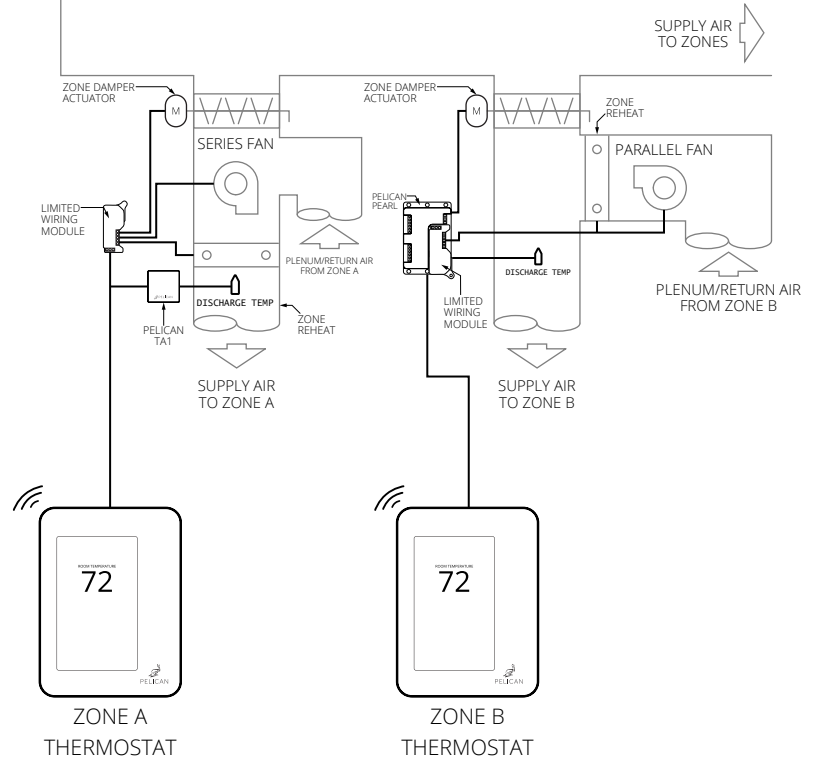 SUPPLY AIR
TO ZONES
ZONE DAMPER
ACTUATOR
M
ZONE DAMPER
ACTUATOR
M
ZONE
REHEAT
SERIES FAN
PARALLEL FAN
LIMITED
WIRING
MODULE
PELICAN
PEARL
PLENUM/RETURN AIR
FROM ZONE A
DISCHARGE TEMP
PELICAN
TA1
ZONE
REHEAT
DISCHARGE TEMP
LIMITED
WIRING
MODULE
PLENUM/RETURN AIR
FROM ZONE B
SUPPLY AIR
TO ZONE A
SUPPLY AIR
TO ZONE B
ROOM TEMPERATURE
72
PELICAN
ROOM TEMPERATURE
72
PELICAN
ZONE A
THERMOSTAT
ZONE B
THERMOSTAT